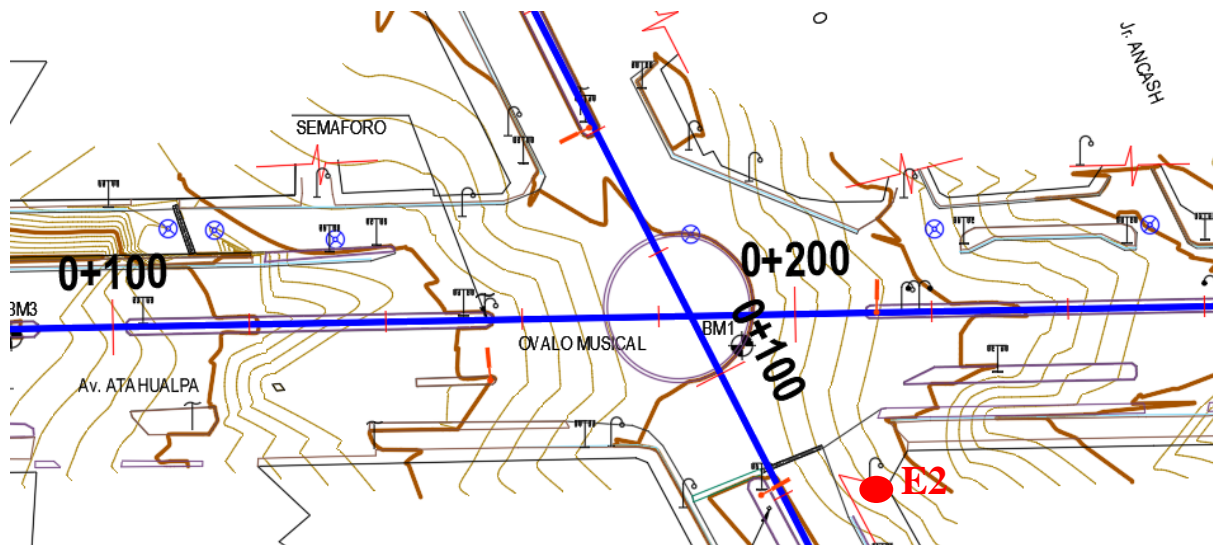 Jr. ANCASH
SEMAFORO
0+100
0+200
BM3
OVALO MUSICAL
BM1
0+100
Av. ATAHUALPA
E2